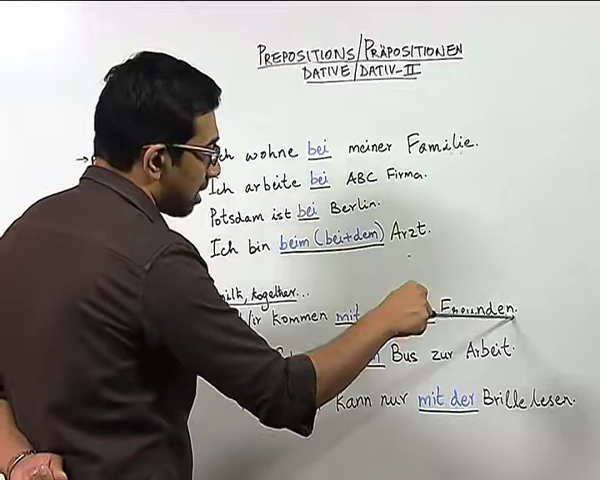 PREPOSITIONS/PRÄPOSITIONEN
DATIVE/DATIV-II
→ ch wohne bei meiner Familie.
Ich arbeite bei ABC Firma.
Potsdam ist bei Berlin.
Ich bin beim (bei+dem) Arzt.
together...
Wir kommen mit Freunden.
Bus zur Arbeit.
kann nur mit der Brille lesen.